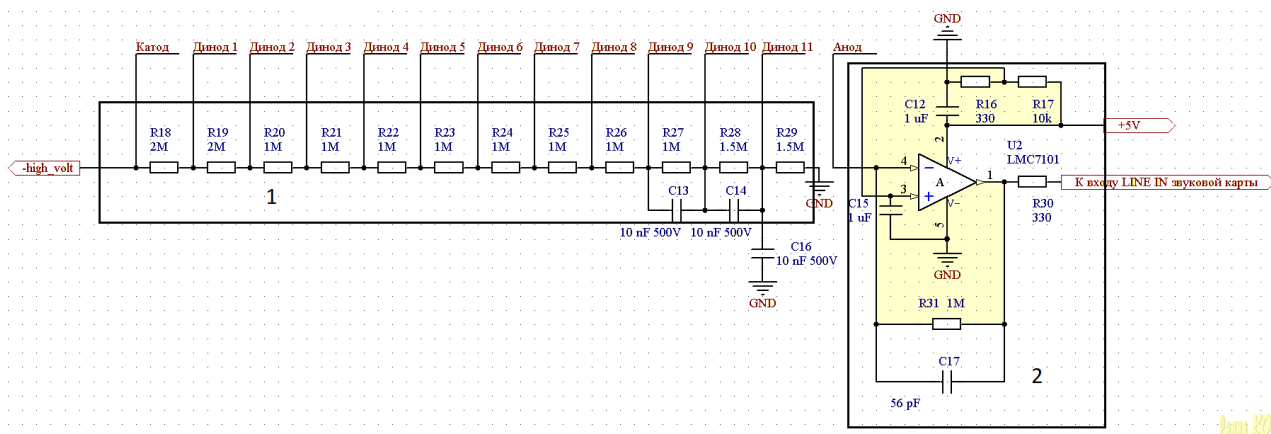 GND
Катод Динод 1 Динод 2 Динод 3 Динод 4 Динод 5 Динод 6 Динод 7 Динод 8 Динод 9 Динод 10 Динод 11 Анод
C12
1 uF
R16
330
R17
10k
+5V
R18
2M
R19
2M
R20
1M
R21
1M
R22
1M
R23
1M
R24
1M
R25
1M
R26
1M
R27
1M
R28
1.5M
R29
1.5M
-high_volt
1
GND
C13
10 nF 500V
C14
10 nF 500V
C16
10 nF 500V
GND
U2
LMC7101
2
V+
4
A
3
1
V-
5
C15
1 uF
GND
R30
330
К входу LINE IN звуковой карты
R31 1M
C17
56 pF
2